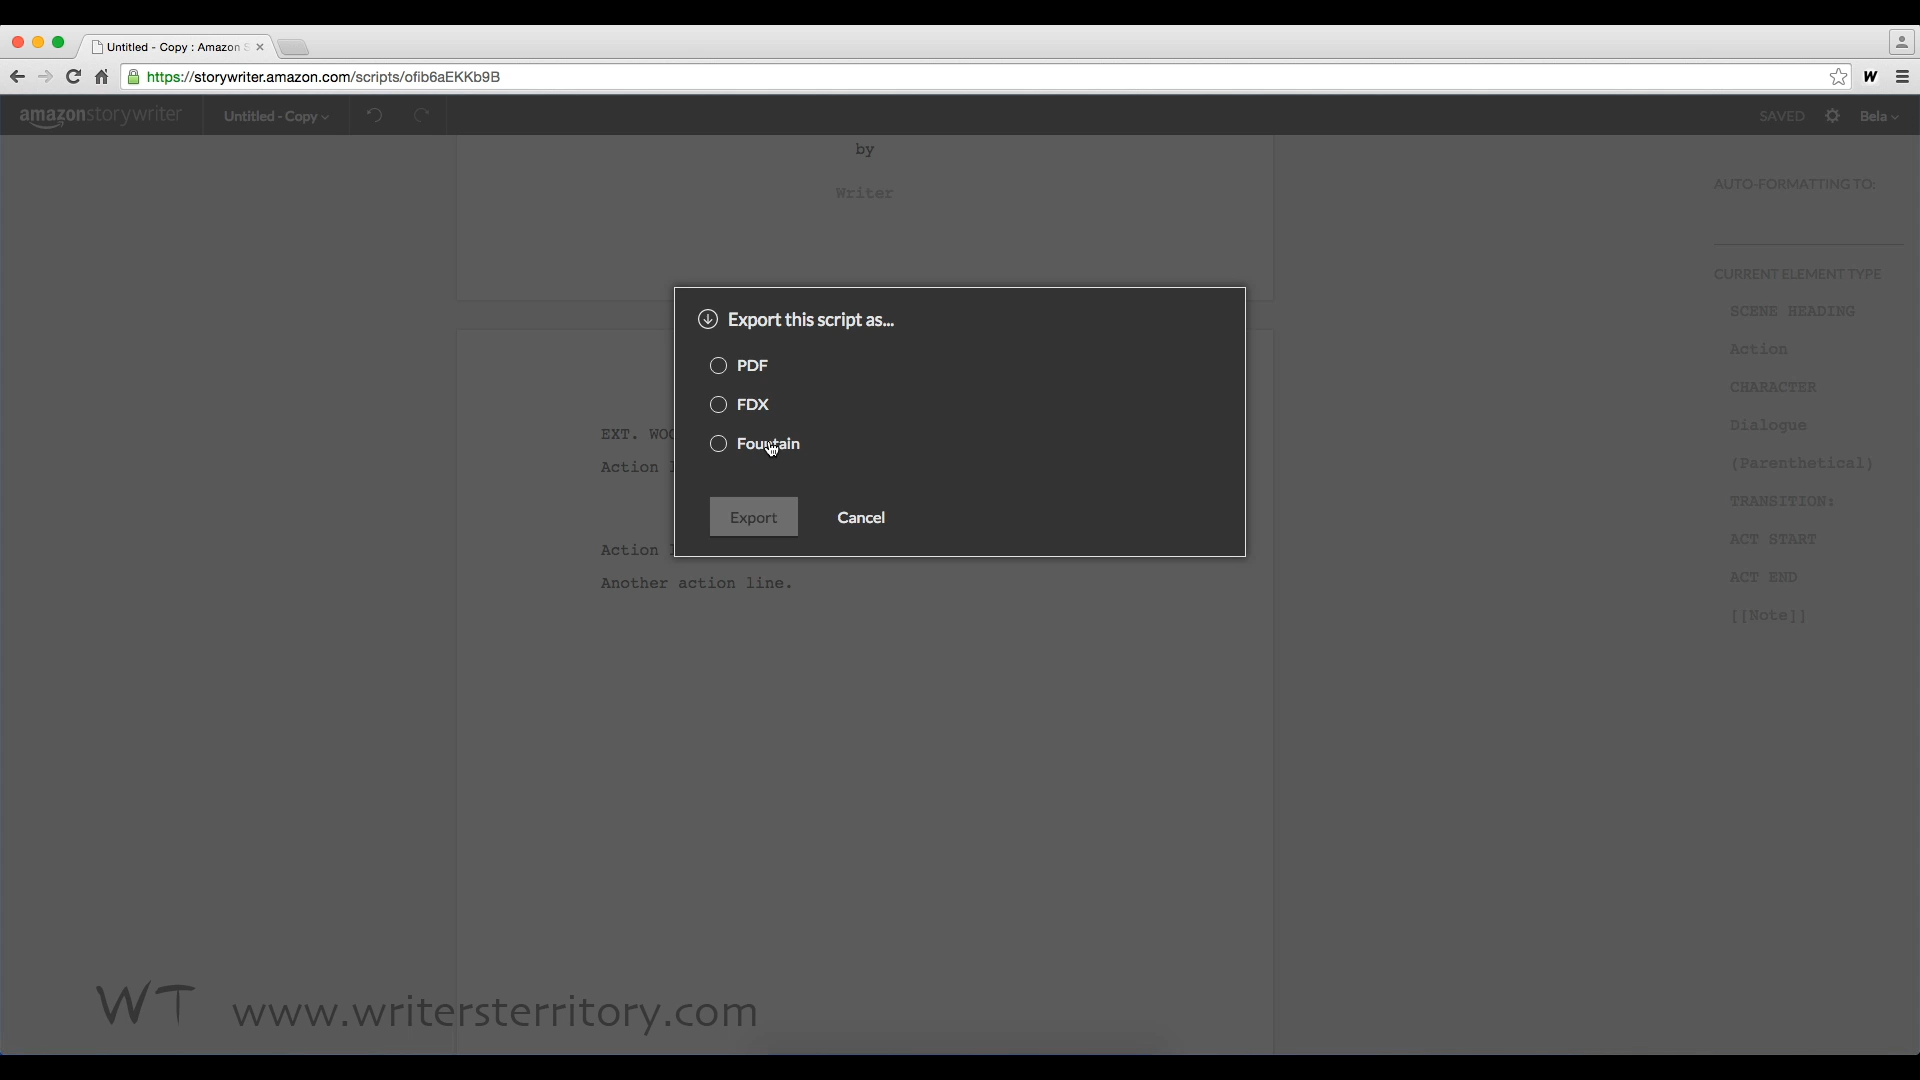 Untitled - Copy : Amazon
https://storywriter.amazon.com/scripts/ofib6aEKKb9B
W
amazonstorywriter
Untitled - Copy
SAVED
Bela
by
Writer
AUTO-FORMATTING TO:
CURRENT ELEMENT TYPE
SCENE HEADING
Action
CHARACTER
Dialogue
(Parenthetical)
TRANSITION:
ACT START
ACT END
[[Note]]
Export this script as...
PDF
FDX
Fountain
Export
Cancel
EXT.
Action
Action
Another action line.
WT www.writersterritory.com